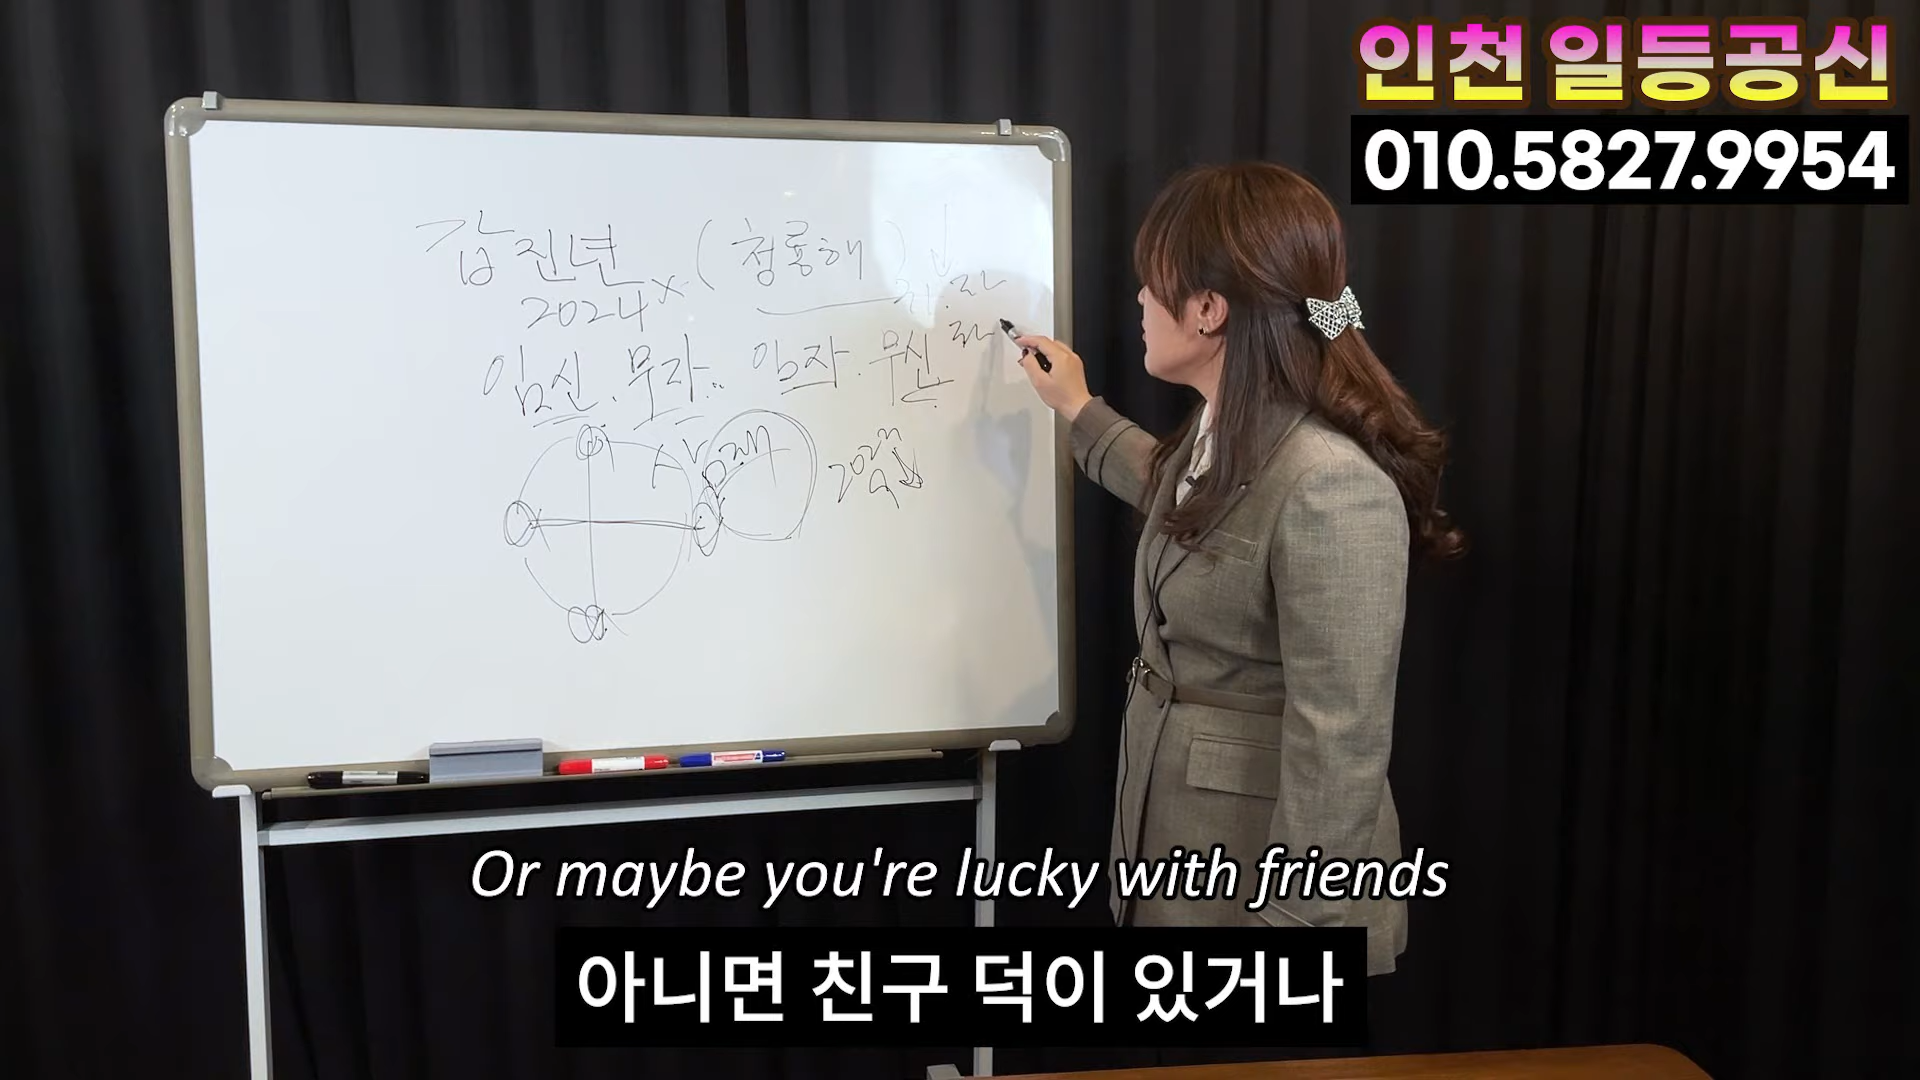 인천 일등공신
010.5827.9954
갑진년 (청룡해)
2024
임신. 무자.. 임자. 무신
삼재
Or maybe you're lucky with friends
아니면 친구 덕이 있거나